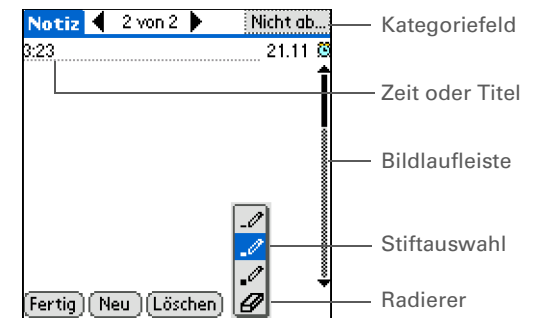 Notiz 2 von 2 Nicht ab... Kategoriefeld
3:23 21.11
Zeit oder Titel
Bildlaufleiste
Stiftauswahl
Fertig Neu Löschen Radierer